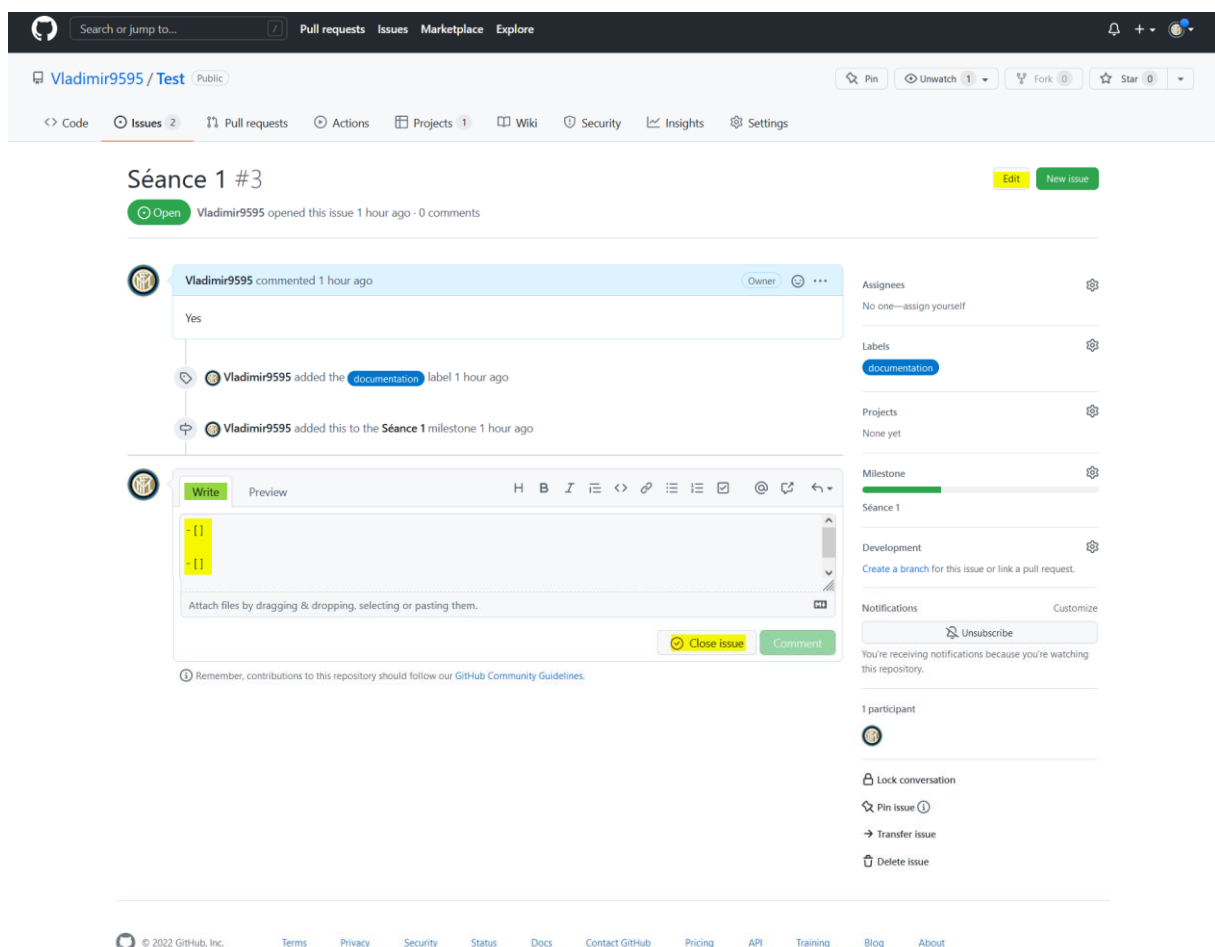 Search or jump to... / Pull requests Issues Marketplace Explore
Vladimir9595 / Test Public
Pin Unwatch 1 Fork 0 Star 0
<> Code Issues 2 Pull requests Actions Projects 1 Wiki Security Insights Settings
Séance 1 #3
Edit New issue
Open Vladimir9595 opened this issue 1 hour ago · 0 comments
Vladimir9595 commented 1 hour ago Owner ...
Yes
Vladimir9595 added the documentation label 1 hour ago
Vladimir9595 added this to the Séance 1 milestone 1 hour ago
Write Preview H B I <> @
- []
- []
Attach files by dragging & dropping, selecting or pasting them.
Close issue Comment
Remember, contributions to this repository should follow our GitHub Community Guidelines.
Assignees
No one—assign yourself
Labels
documentation
Projects
None yet
Milestone
Séance 1
Development
Create a branch for this issue or link a pull request.
Notifications Customize
Unsubscribe
You're receiving notifications because you're watching
this repository.
1 participant
Lock conversation
Pin issue
Transfer issue
Delete issue
© 2022 GitHub, Inc. Terms Privacy Security Status Docs Contact GitHub Pricing API Training Blog About